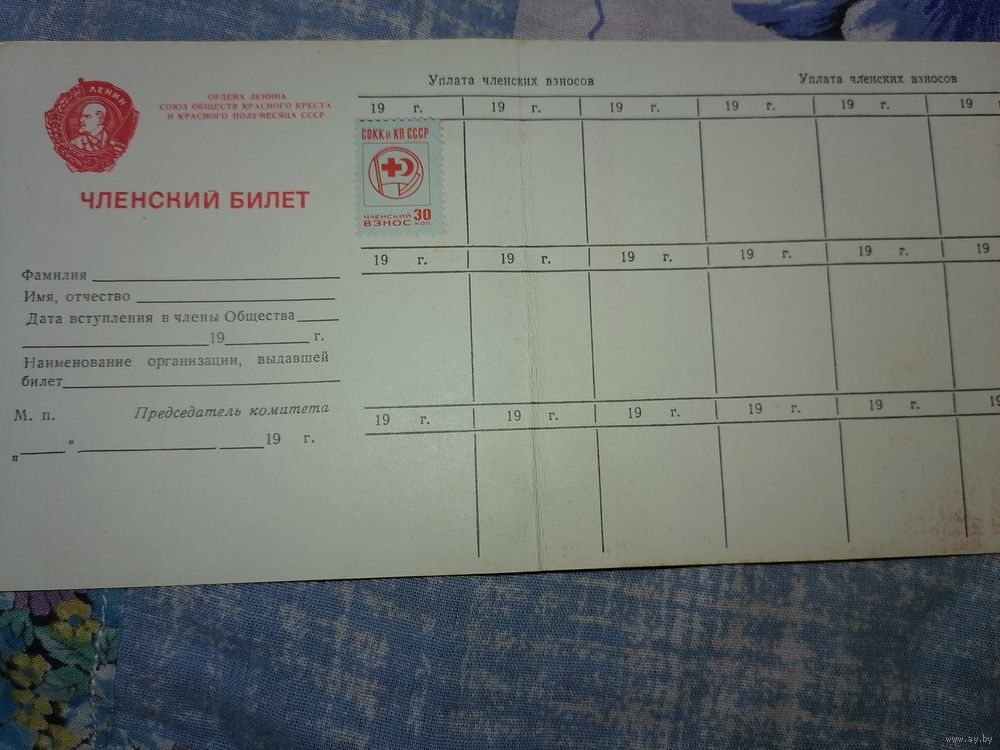 ЛЕНИН
ОРДЕНА ЛЕНИНА
СОЮЗ ОБЩЕСТВ КРАСНОГО КРЕСТА
И КРАСНОГО ПОЛУМЕСЯЦА СССР
ЧЛЕНСКИЙ БИЛЕТ
Фамилия
Имя, отчество
Дата вступления в члены Общества
19 г.
Наименование организации, выдавшей
билет
М. п. Председатель комитета
" " 19 г.
Уплата членских взносов Уплата членских взносов
19 г. 19 г. 19 г. 19 г. 19 г. 19
СОКК и КП СССР
ЧЛЕНСКИЙ
ВЗНОС 30 КОП
19 г. 19 г. 19 г. 19 г. 19 г. 19
19 г. 19 г. 19 г. 19 г. 19 г. 19
www.ay.by